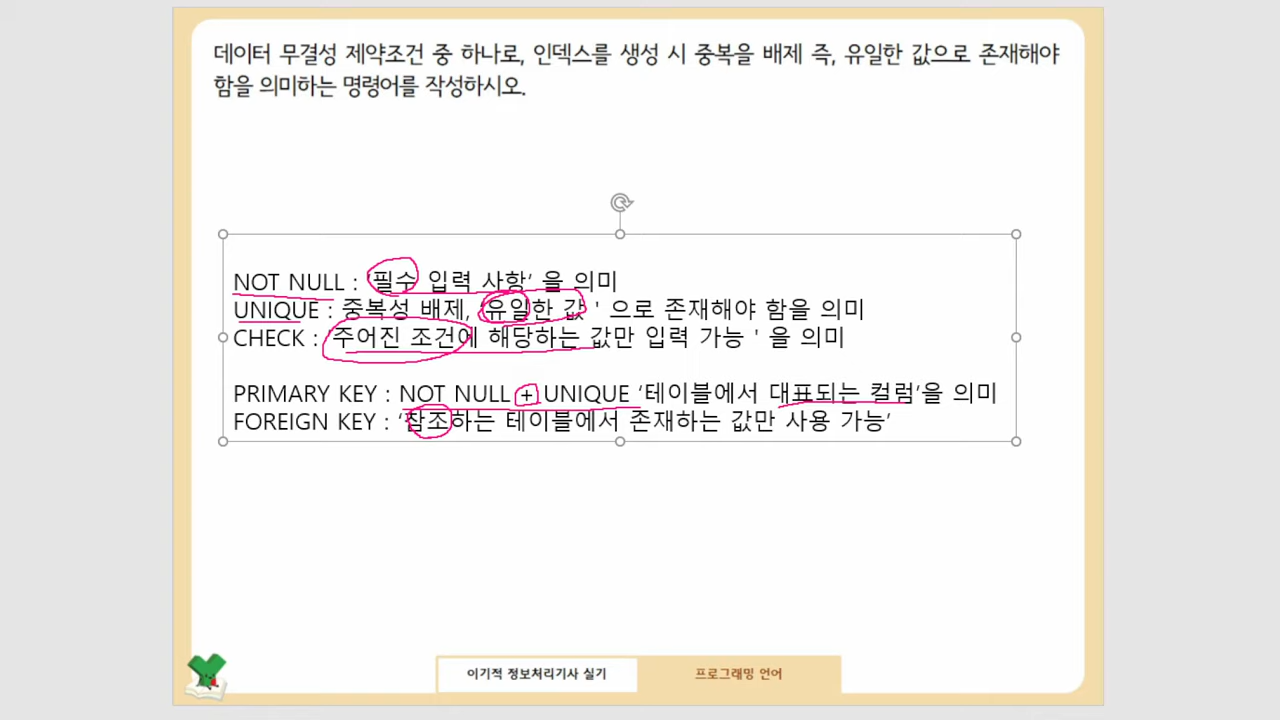 데이터 무결성 제약조건 중 하나로, 인덱스를 생성 시 중복을 배제 즉, 유일한 값으로 존재해야
함을 의미하는 명령어를 작성하시오.
NOT NULL : '필수 입력 사항' 을 의미
UNIQUE : 중복성 배제, '유일한 값 ' 으로 존재해야 함을 의미
CHECK : '주어진 조건에 해당하는 값만 입력 가능 ' 을 의미
PRIMARY KEY : NOT NULL + UNIQUE '테이블에서 대표되는 컬럼'을 의미
FOREIGN KEY : '참조하는 테이블에서 존재하는 값만 사용 가능'
이기적 정보처리기사 실기
프로그래밍 언어